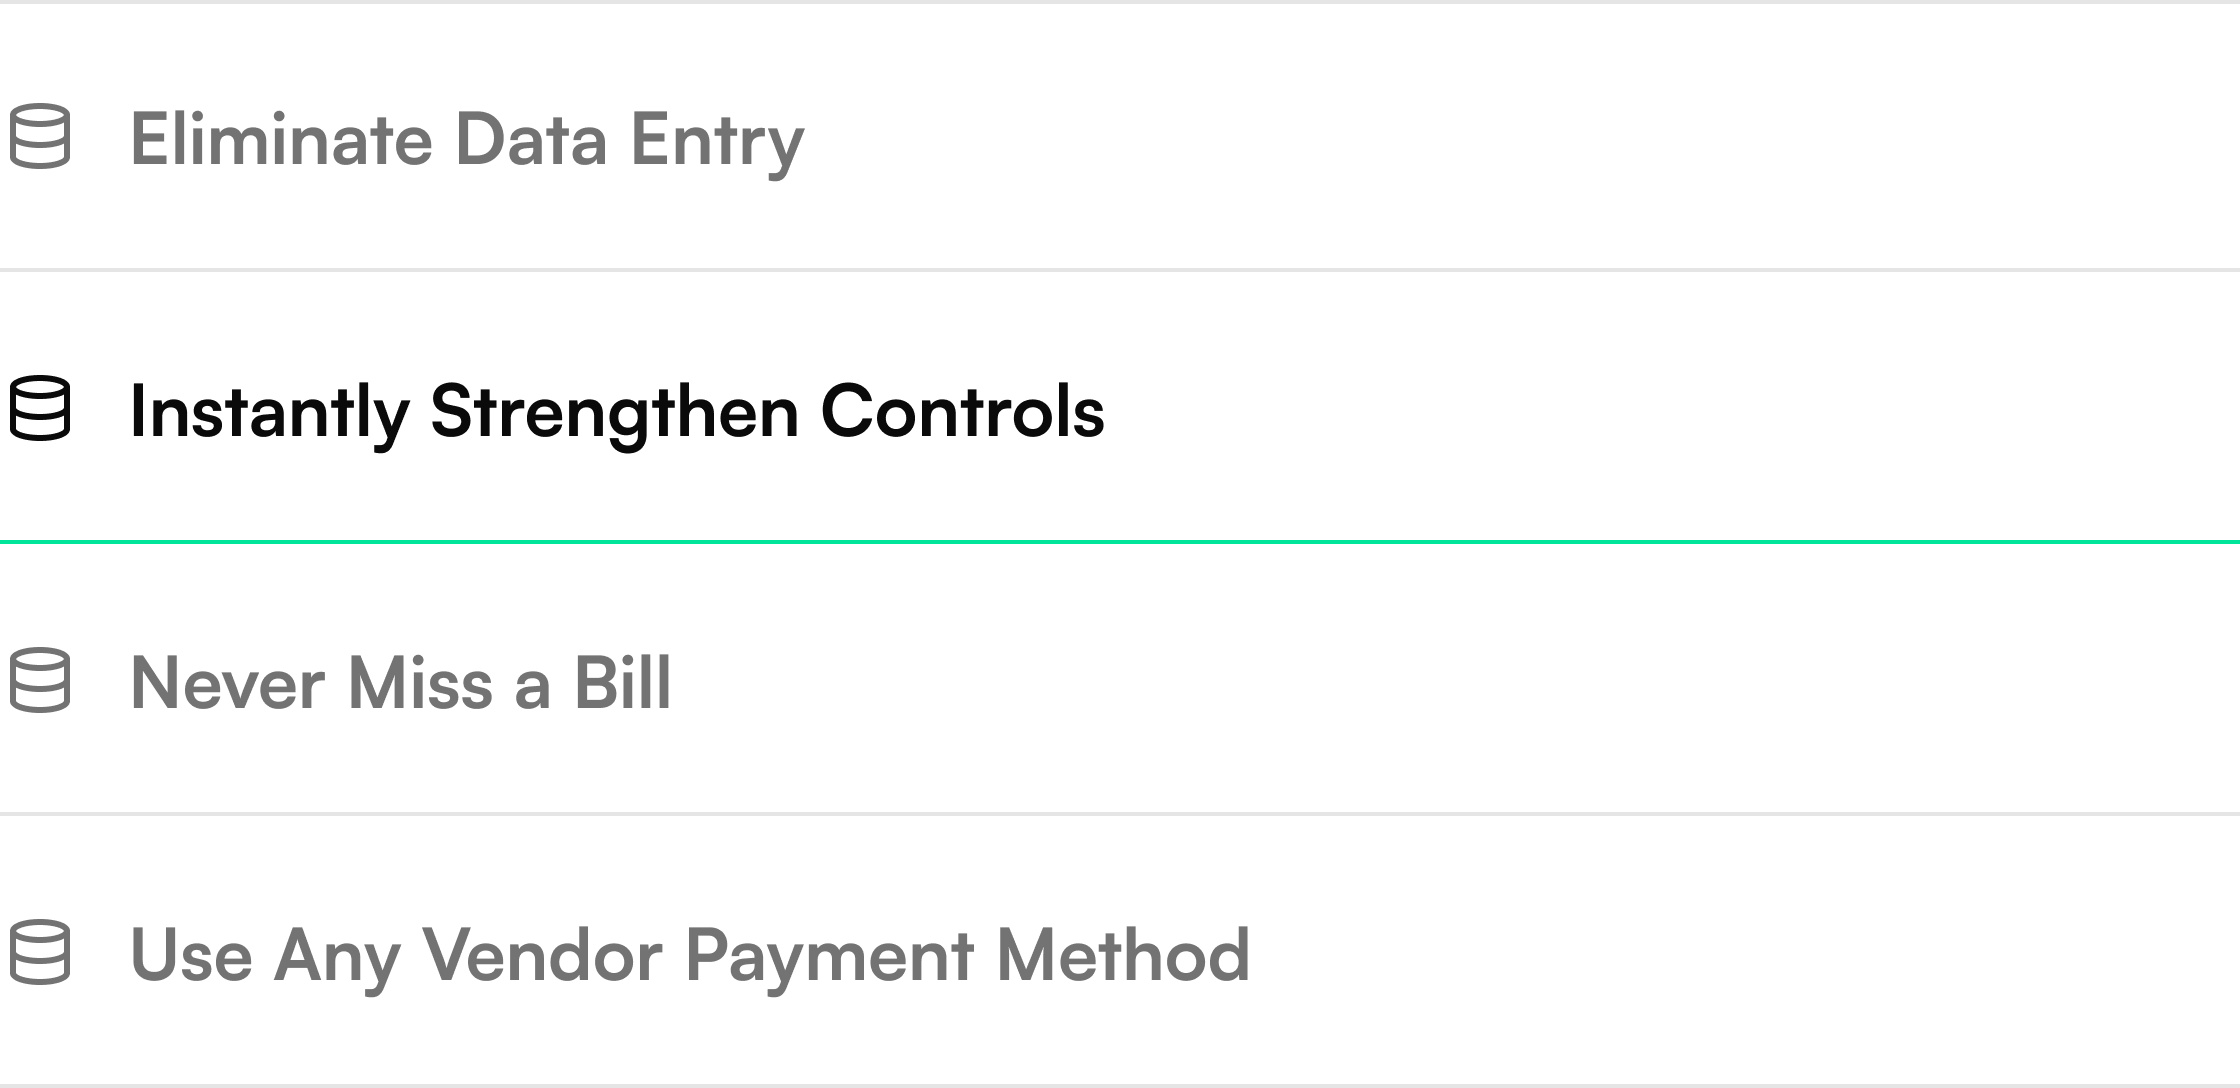 Eliminate Data Entry
Instantly Strengthen Controls
Never Miss a Bill
Use Any Vendor Payment Method